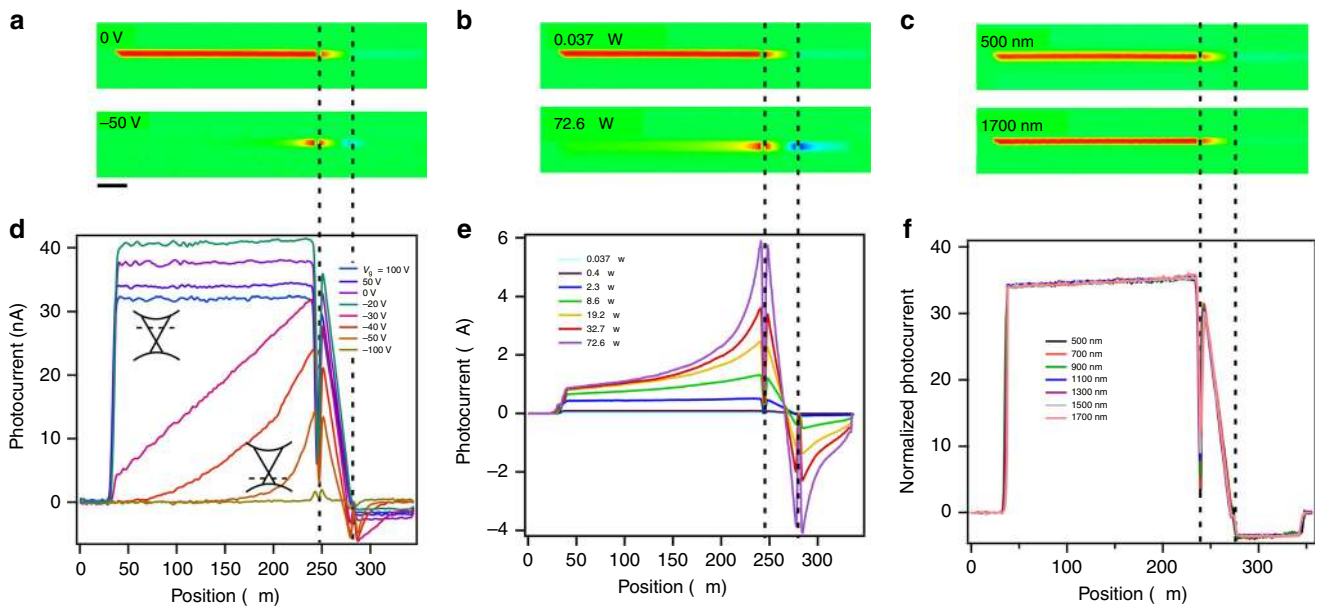 a
b
c
0 V
0.037 W
500 nm
–50 V
72.6 W
1700 nm
d
e
f
Photocurrent (nA)
40
30
20
10
0
Vg = 100 V
50 V
0 V
–20 V
–30 V
–40 V
–50 V
–100 V
0 50 100 150 200 250 300
Position ( m)
Photocurrent ( A)
6
4
2
0
–2
–4
0.037 w
0.4 w
2.3 w
8.6 w
19.2 w
32.7 w
72.6 w
0 50 100 150 200 250 300
Position ( m)
Normalized photocurrent
40
30
20
10
0
500 nm
700 nm
900 nm
1100 nm
1300 nm
1500 nm
1700 nm
0 100 200 300
Position ( m)